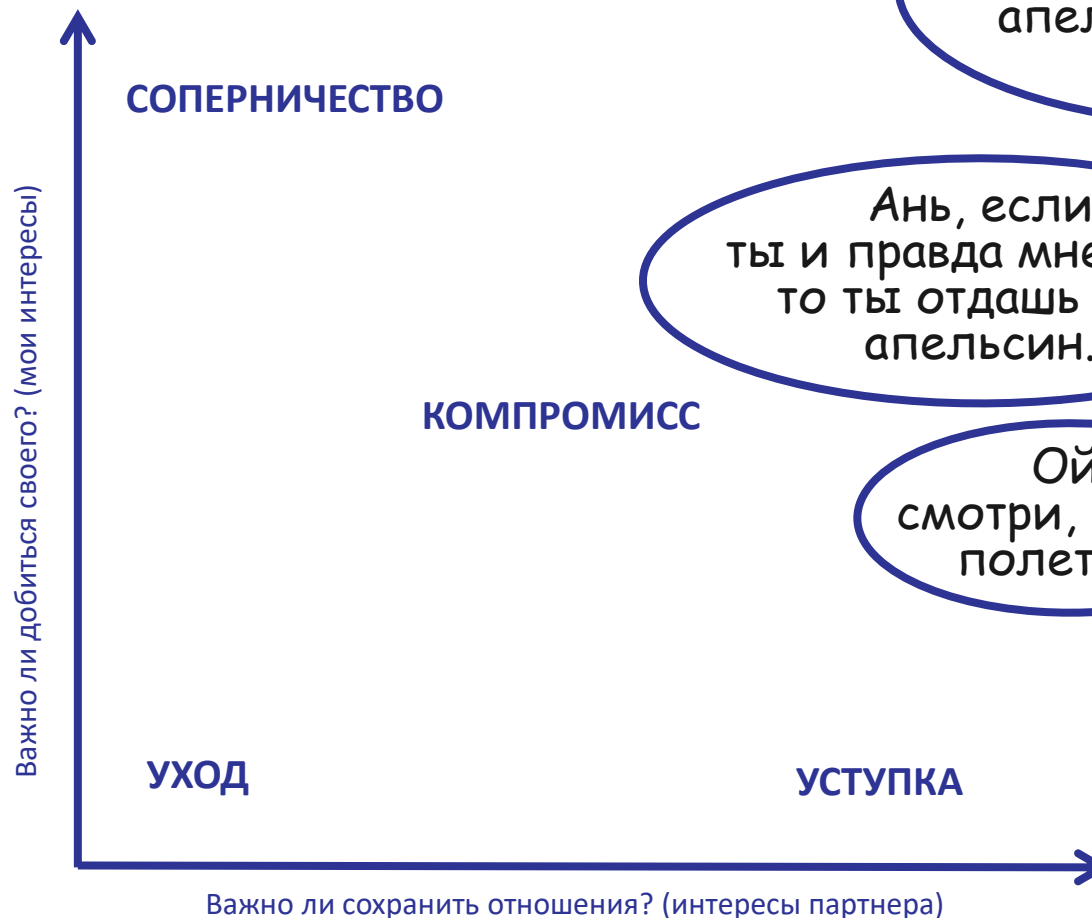 апел
СОПЕРНИЧЕСТВО
Ань, если
ты и правда мне
то ты отдашь
апельсин.
КОМПРОМИСС
Ой
смотри,
полет
УХОД
УСТУПКА
Важно ли добиться своего? (мои интересы)
Важно ли сохранить отношения? (интересы партнера)